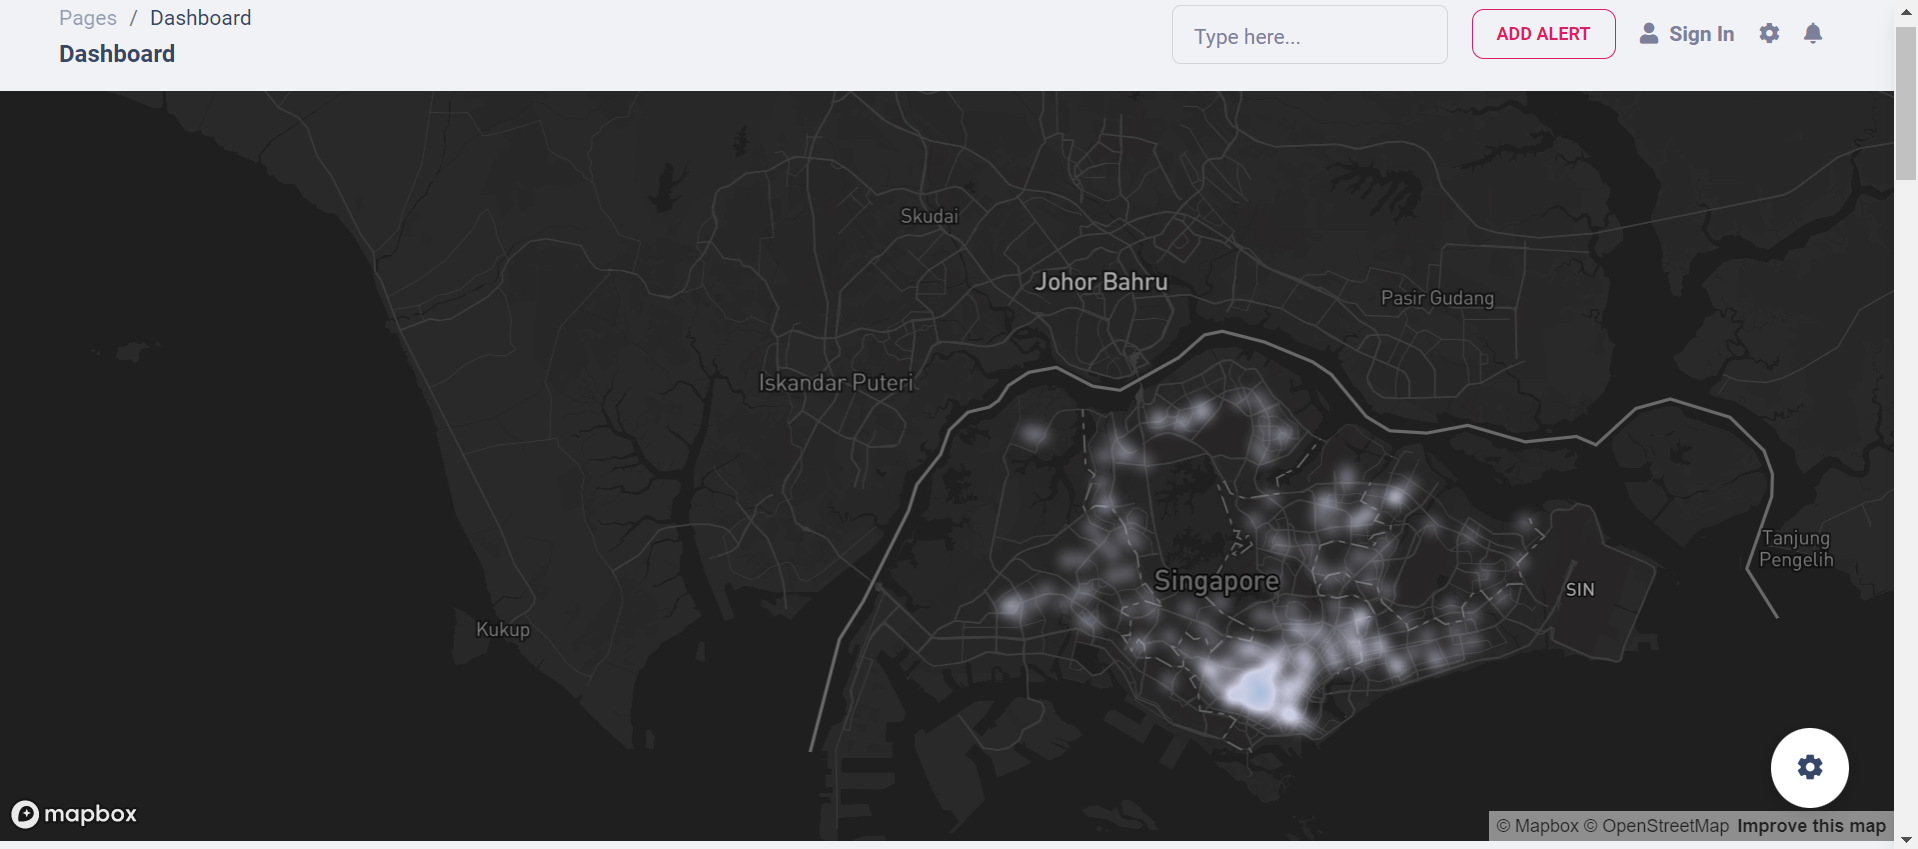 Pages / Dashboard
Dashboard
Type here...
ADD ALERT
Sign In
Skudai
Johor Bahru
Pasir Gudang
Iskandar Puteri
Tanjung
Pengelih
Singapore
SIN
Kukup
mapbox
© Mapbox © OpenStreetMap Improve this map